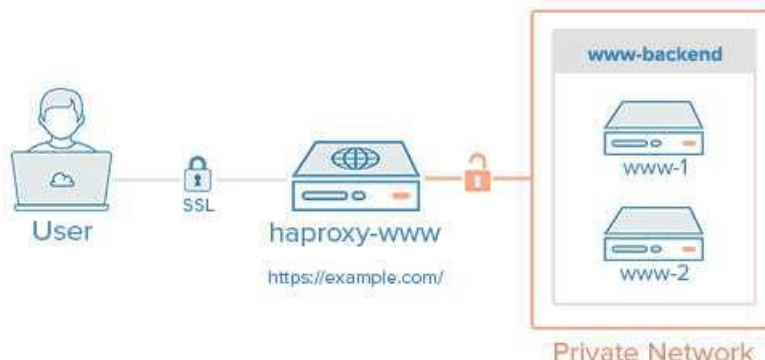 www-backend
www-1
www-2
User
SSL
haproxy-www
https://example.com/
Private Network